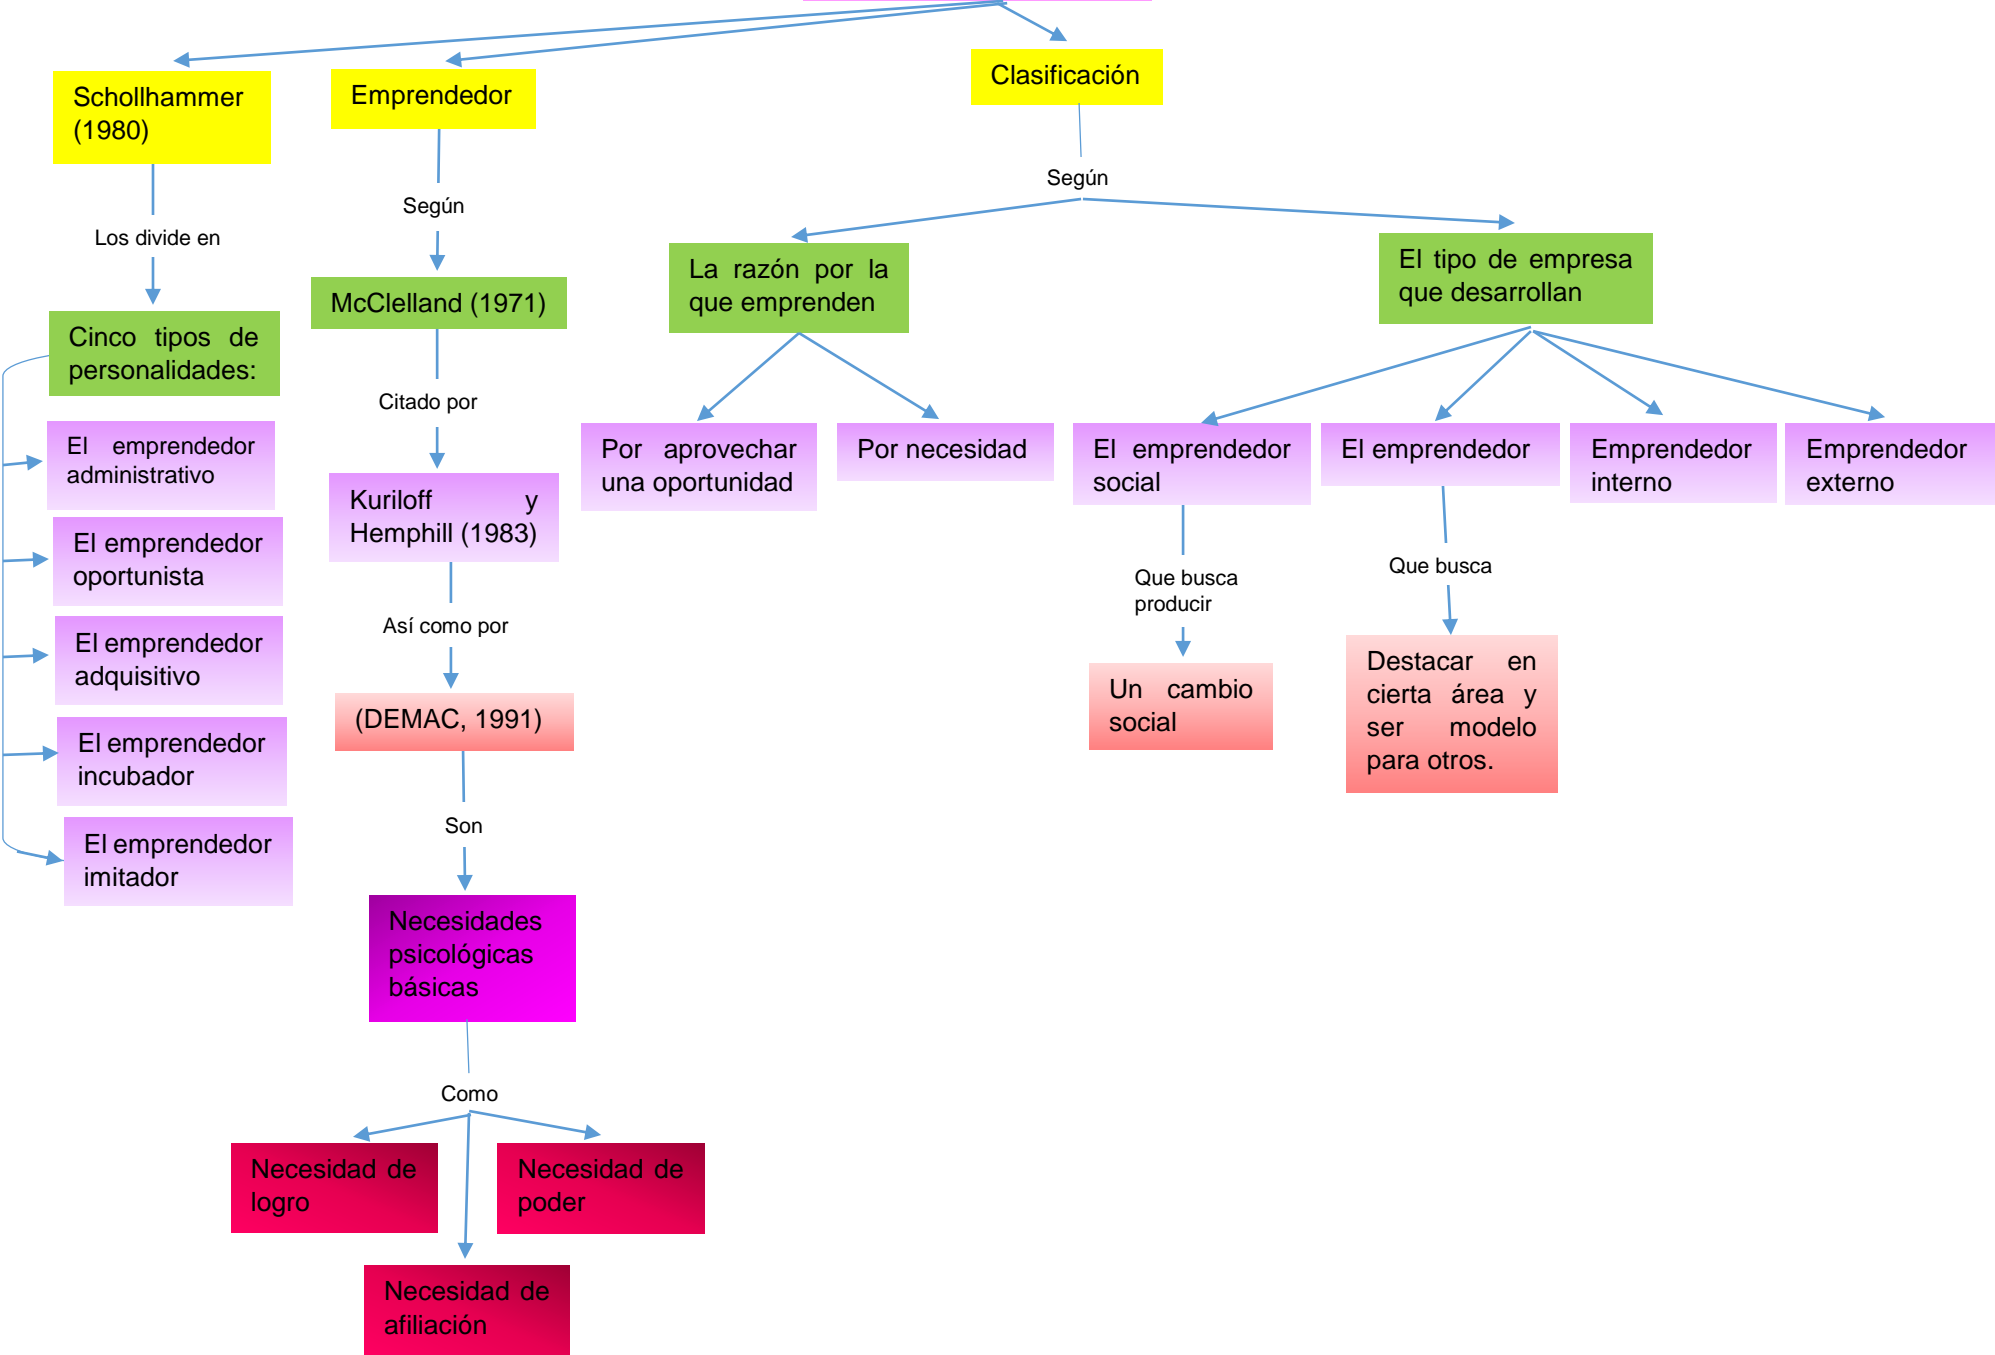 Schollhammer
(1980)
Los divide en
Cinco tipos de
personalidades:
El emprendedor
administrativo
El emprendedor
oportunista
El emprendedor
adquisitivo
El emprendedor
incubador
El emprendedor
imitador
Emprendedor
Según
McClelland (1971)
Citado por
Kuriloff y
Hemphill (1983)
Así como por
(DEMAC, 1991)
Son
Necesidades
psicológicas
básicas
Como
Necesidad de
logro
Necesidad de
poder
Necesidad de
afiliación
Clasificación
Según
La razón por la
que emprenden
Por aprovechar
una oportunidad
Por necesidad
El tipo de empresa
que desarrollan
El emprendedor
social
Que busca
producir
Un cambio
social
El emprendedor
Que busca
Destacar en
cierta área y
ser modelo
para otros.
Emprendedor
interno
Emprendedor
externo